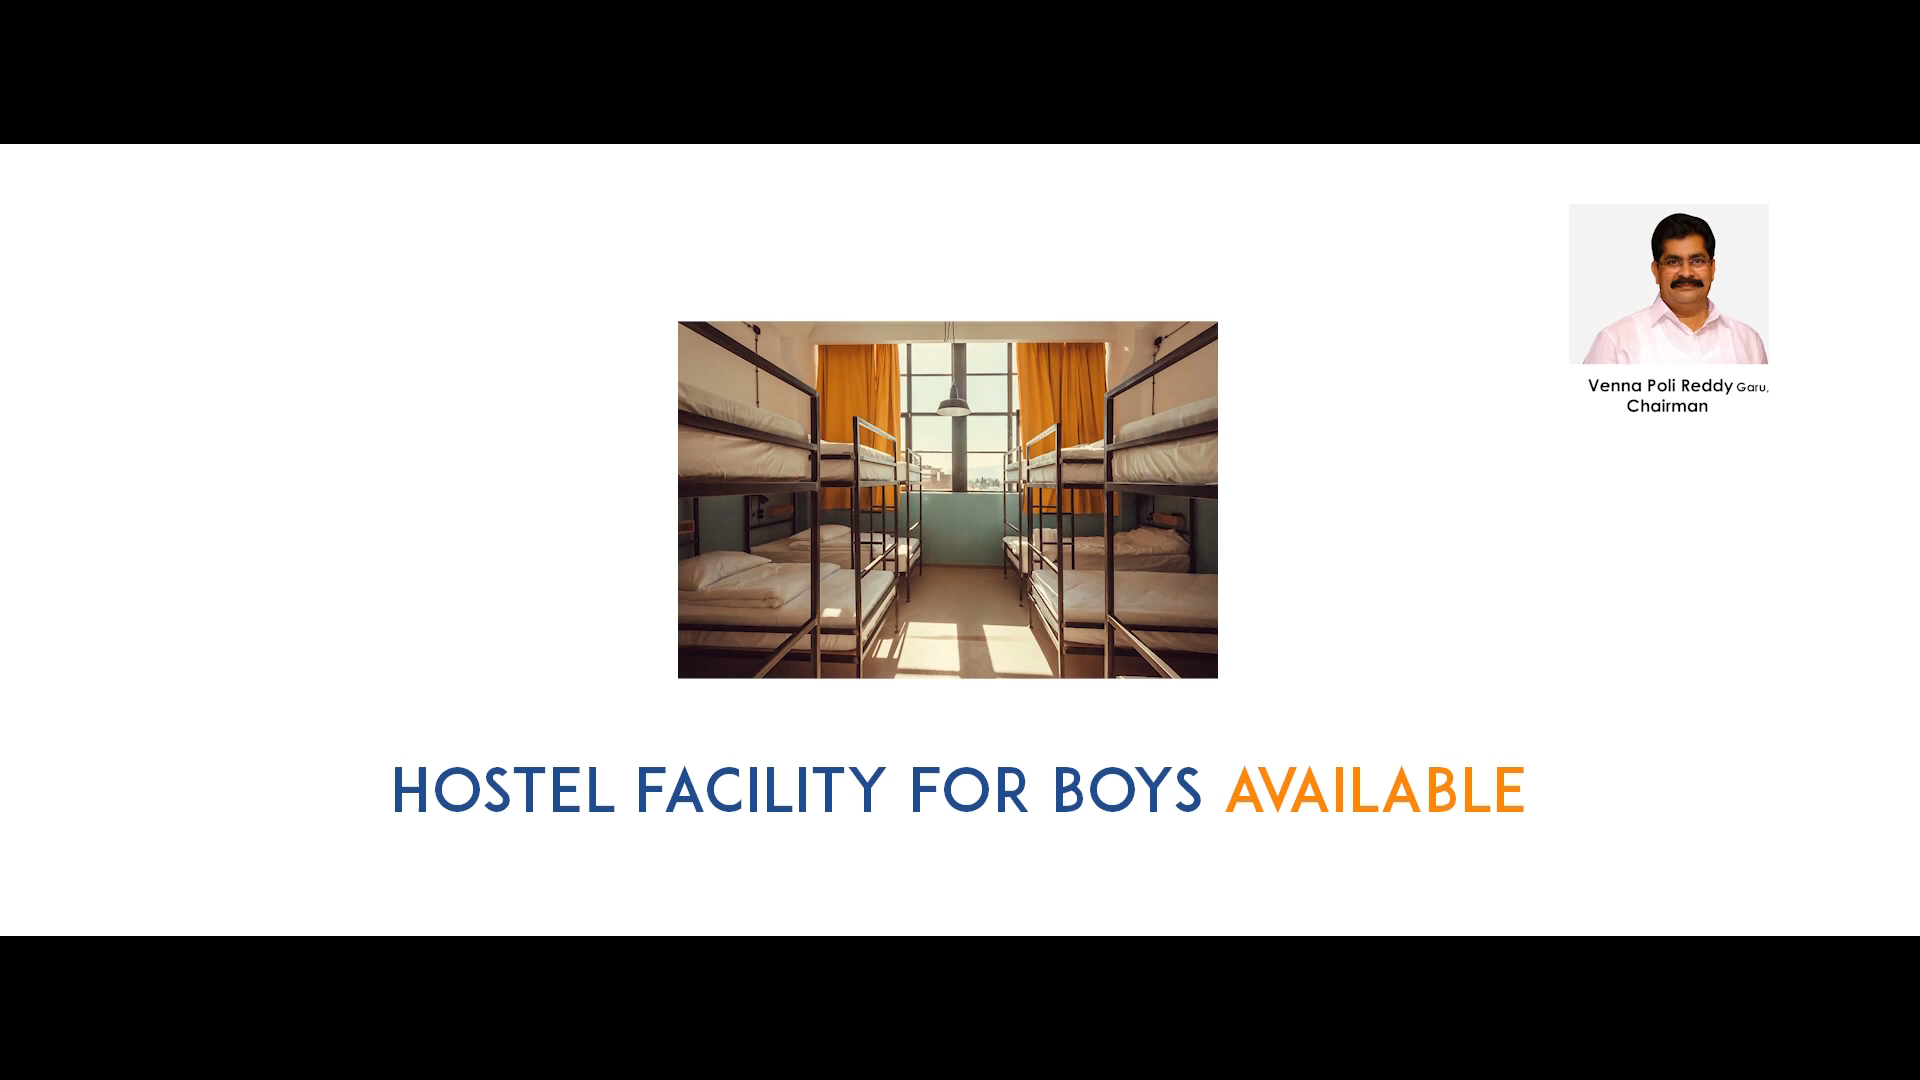 Venna Poli Reddy Garu,
Chairman
HOSTEL FACILITY FOR BOYS AVAILABLE